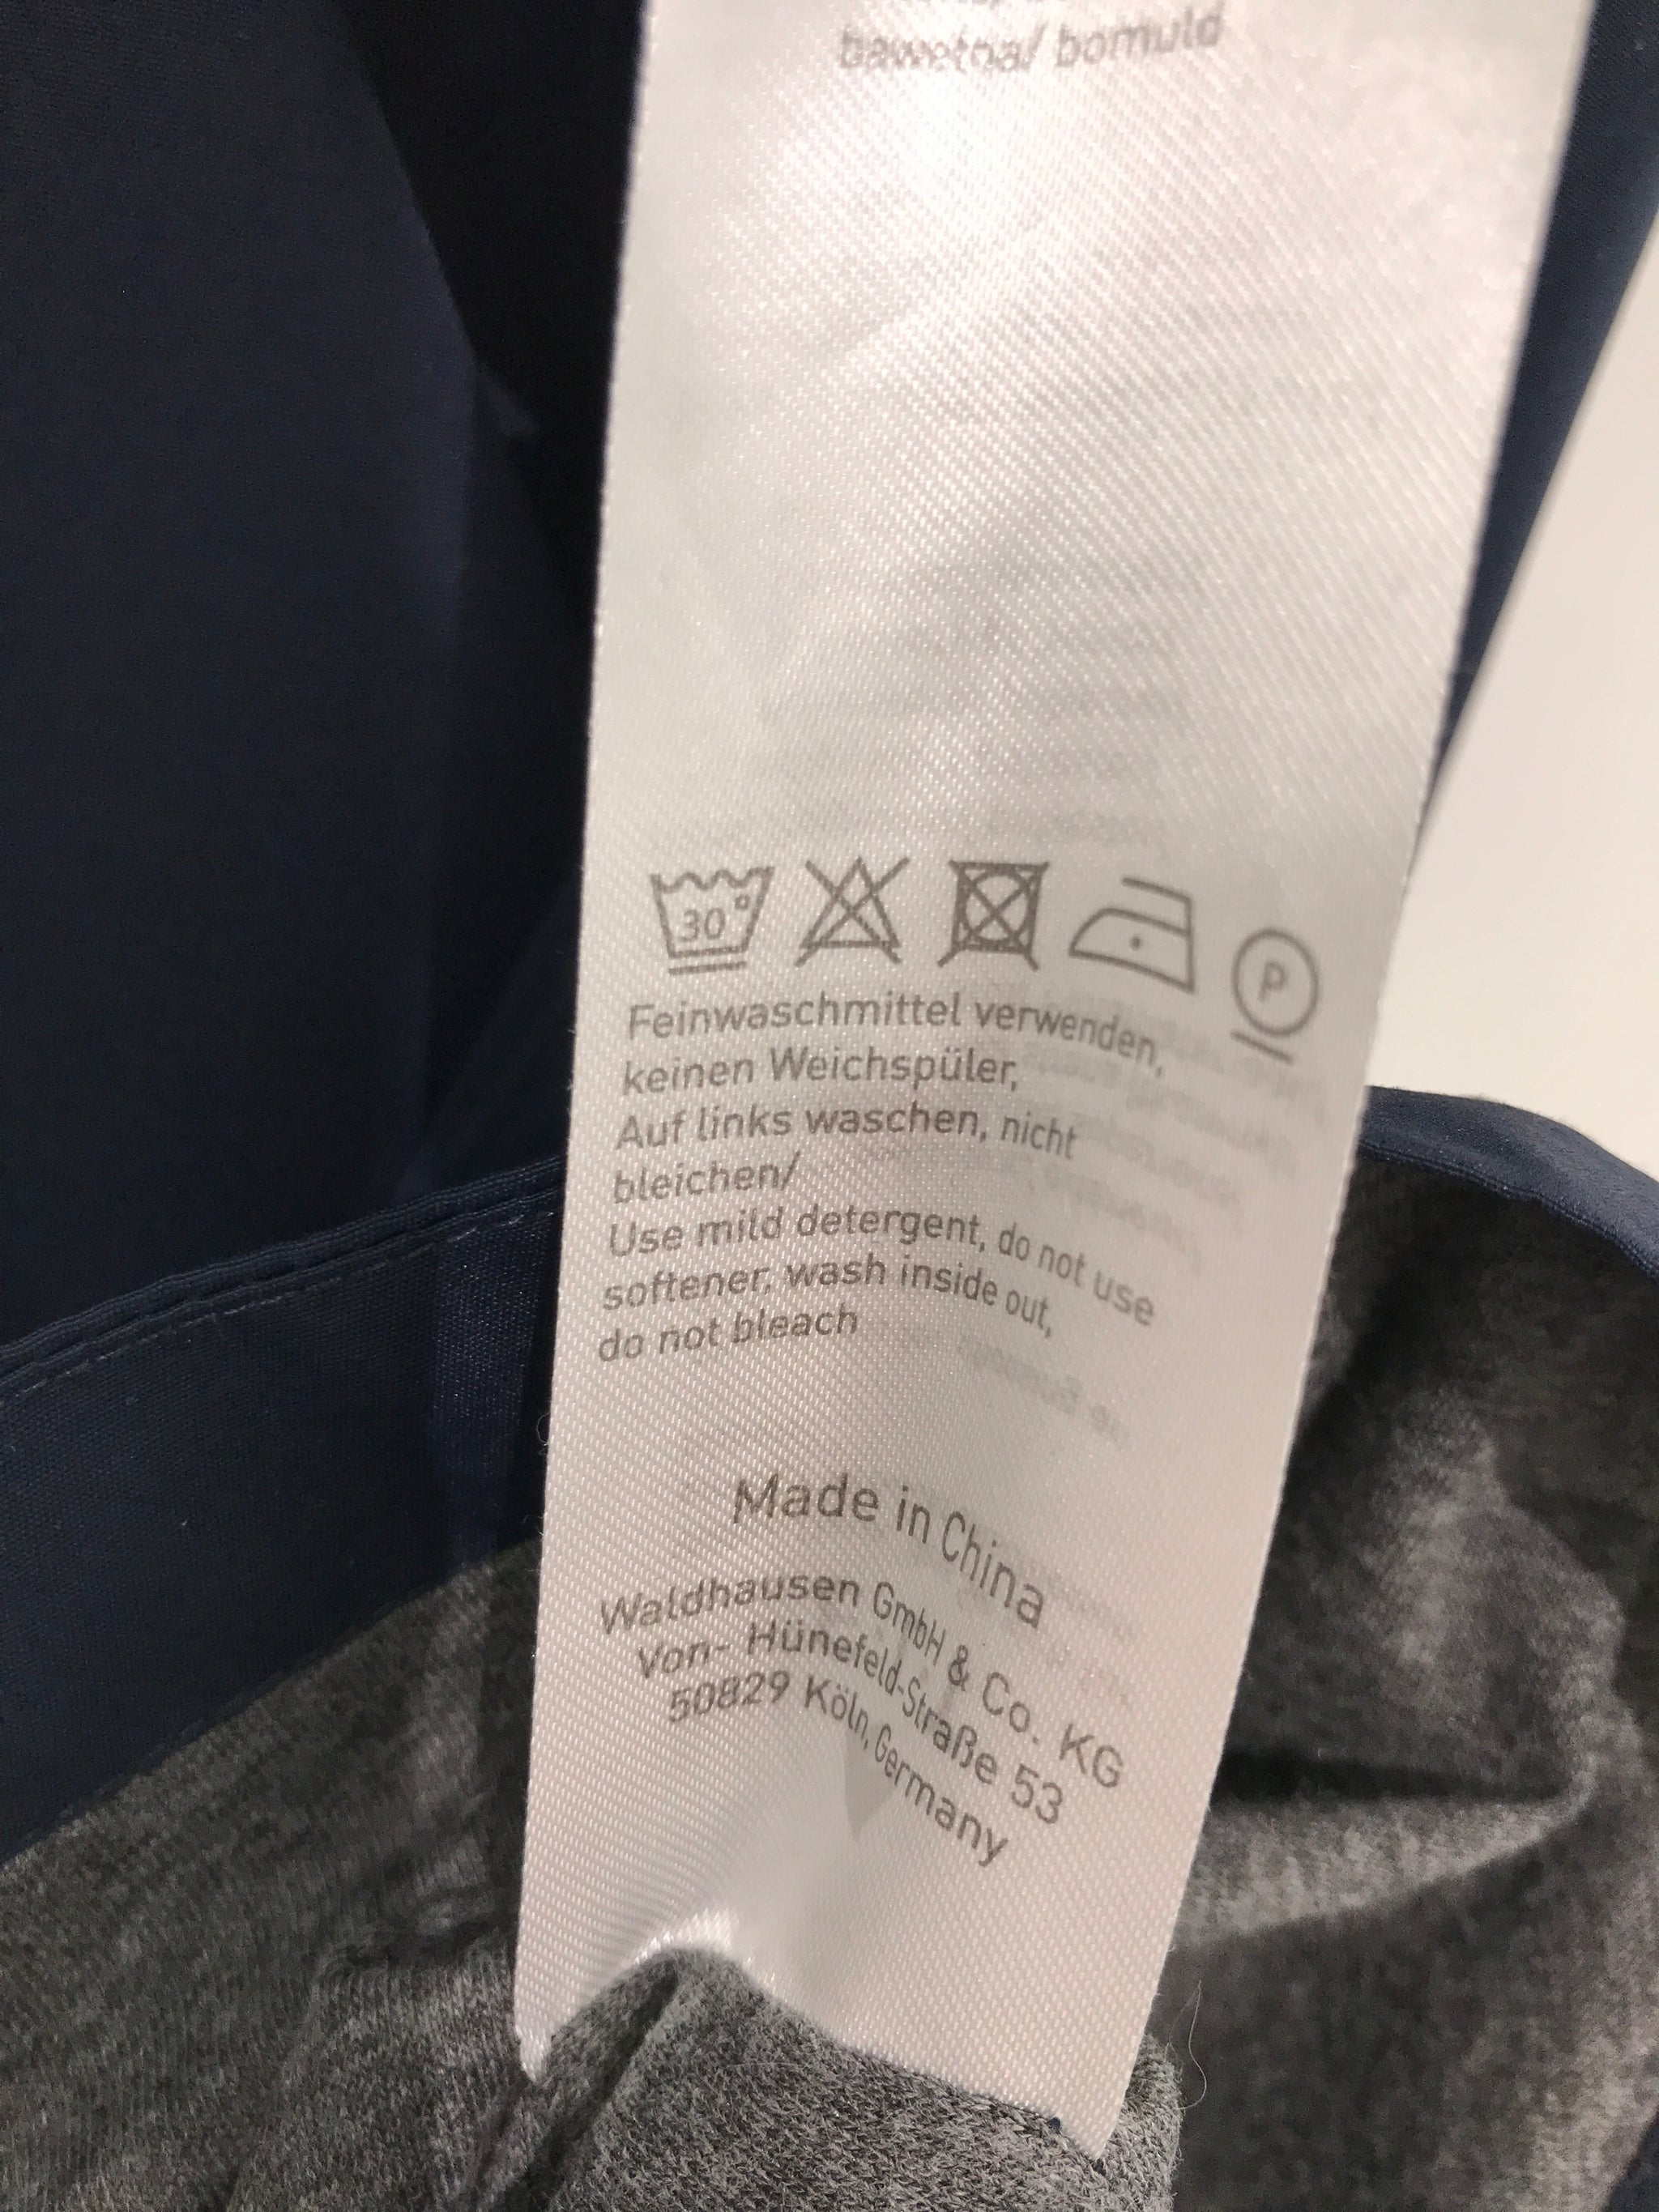 bawełna/ bomuld
30°
P
Feinwaschmittel verwenden,
keinen Weichspüler,
Auf links waschen, nicht
bleichen/
Use mild detergent, do not use
softener, wash inside out,
do not bleach
Made in China
Waldhausen GmbH & Co. KG
Von- Hünefeld-Straße 53
50829 Köln, Germany